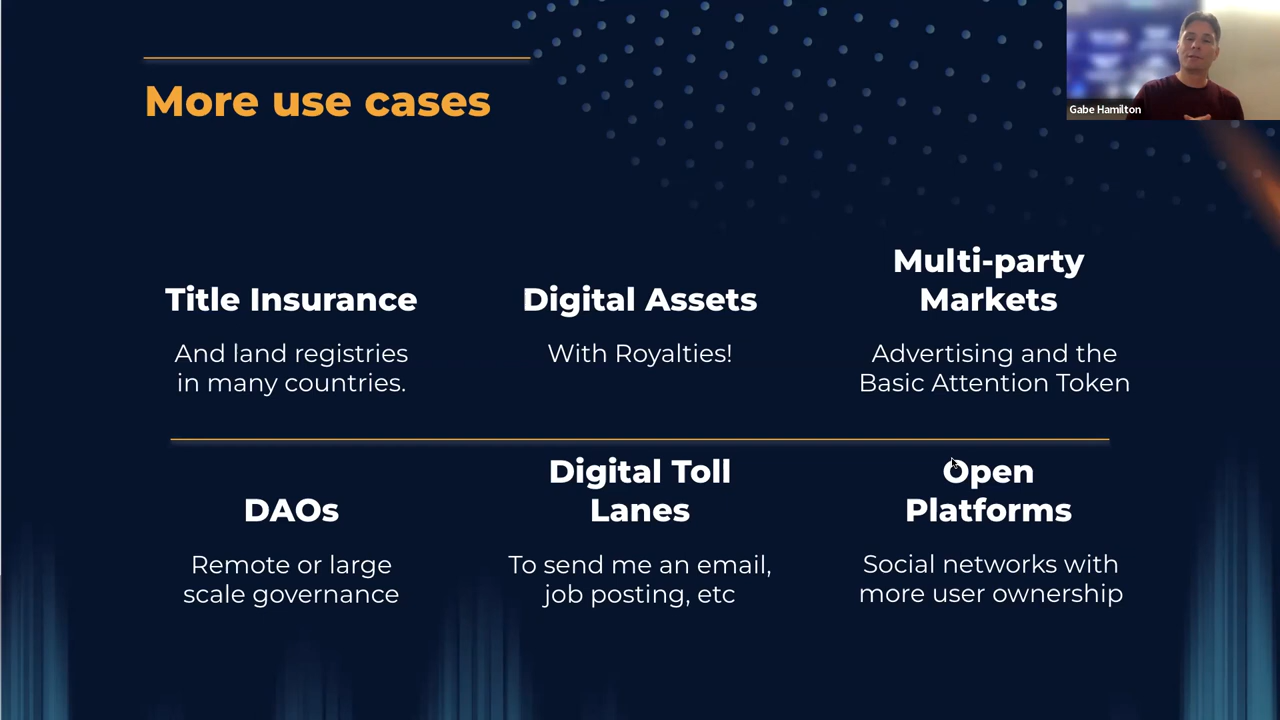 More use cases
Gabe Hamilton
Title Insurance
And land registries
in many countries.
Digital Assets
With Royalties!
Multi-party
Markets
Advertising and the
Basic Attention Token
DAOs
Remote or large
scale governance
Digital Toll
Lanes
To send me an email,
job posting, etc
Open
Platforms
Social networks with
more user ownership